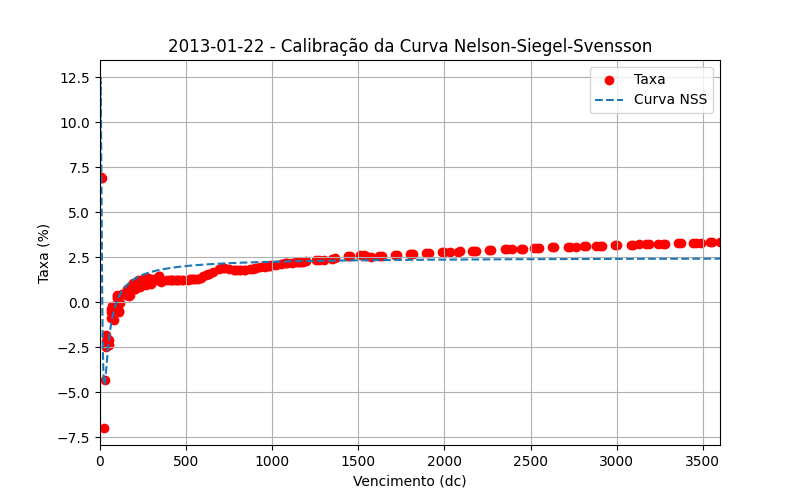 2013-01-22 - Calibração da Curva Nelson-Siegel-Svensson
Taxa
Curva NSS
Taxa (%)
12.5
10.0
7.5
5.0
2.5
0.0
−2.5
−5.0
−7.5
0 500 1000 1500 2000 2500 3000 3500
Vencimento (dc)